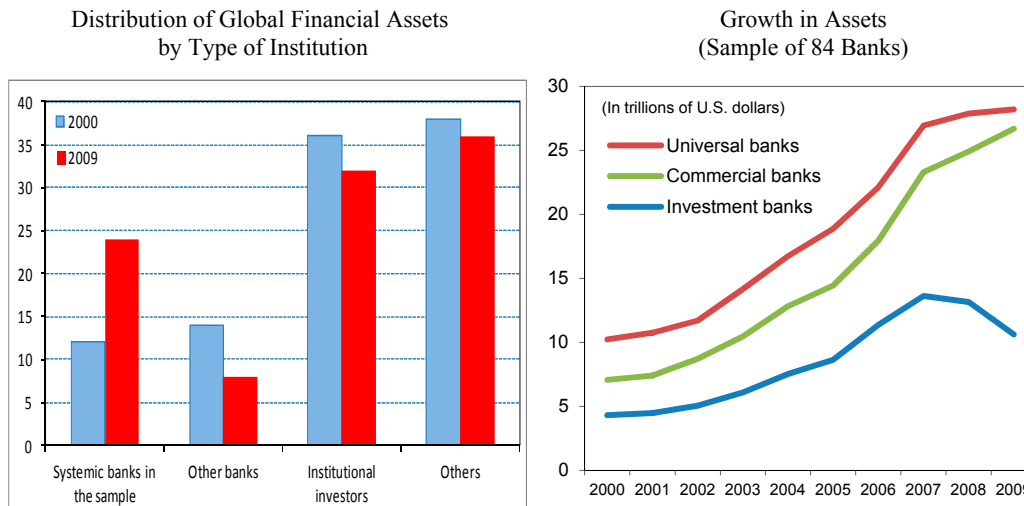 Distribution of Global Financial Assets
by Type of Institution
40
35
30
25
20
15
10
5
0
2000
2009
Systemic banks in
the sample
Other banks
Institutional
investors
Others
Growth in Assets
(Sample of 84 Banks)
30
25
20
15
10
5
0
(In trillions of U.S. dollars)
Universal banks
Commercial banks
Investment banks
2000 2001 2002 2003 2004 2005 2006 2007 2008 2009